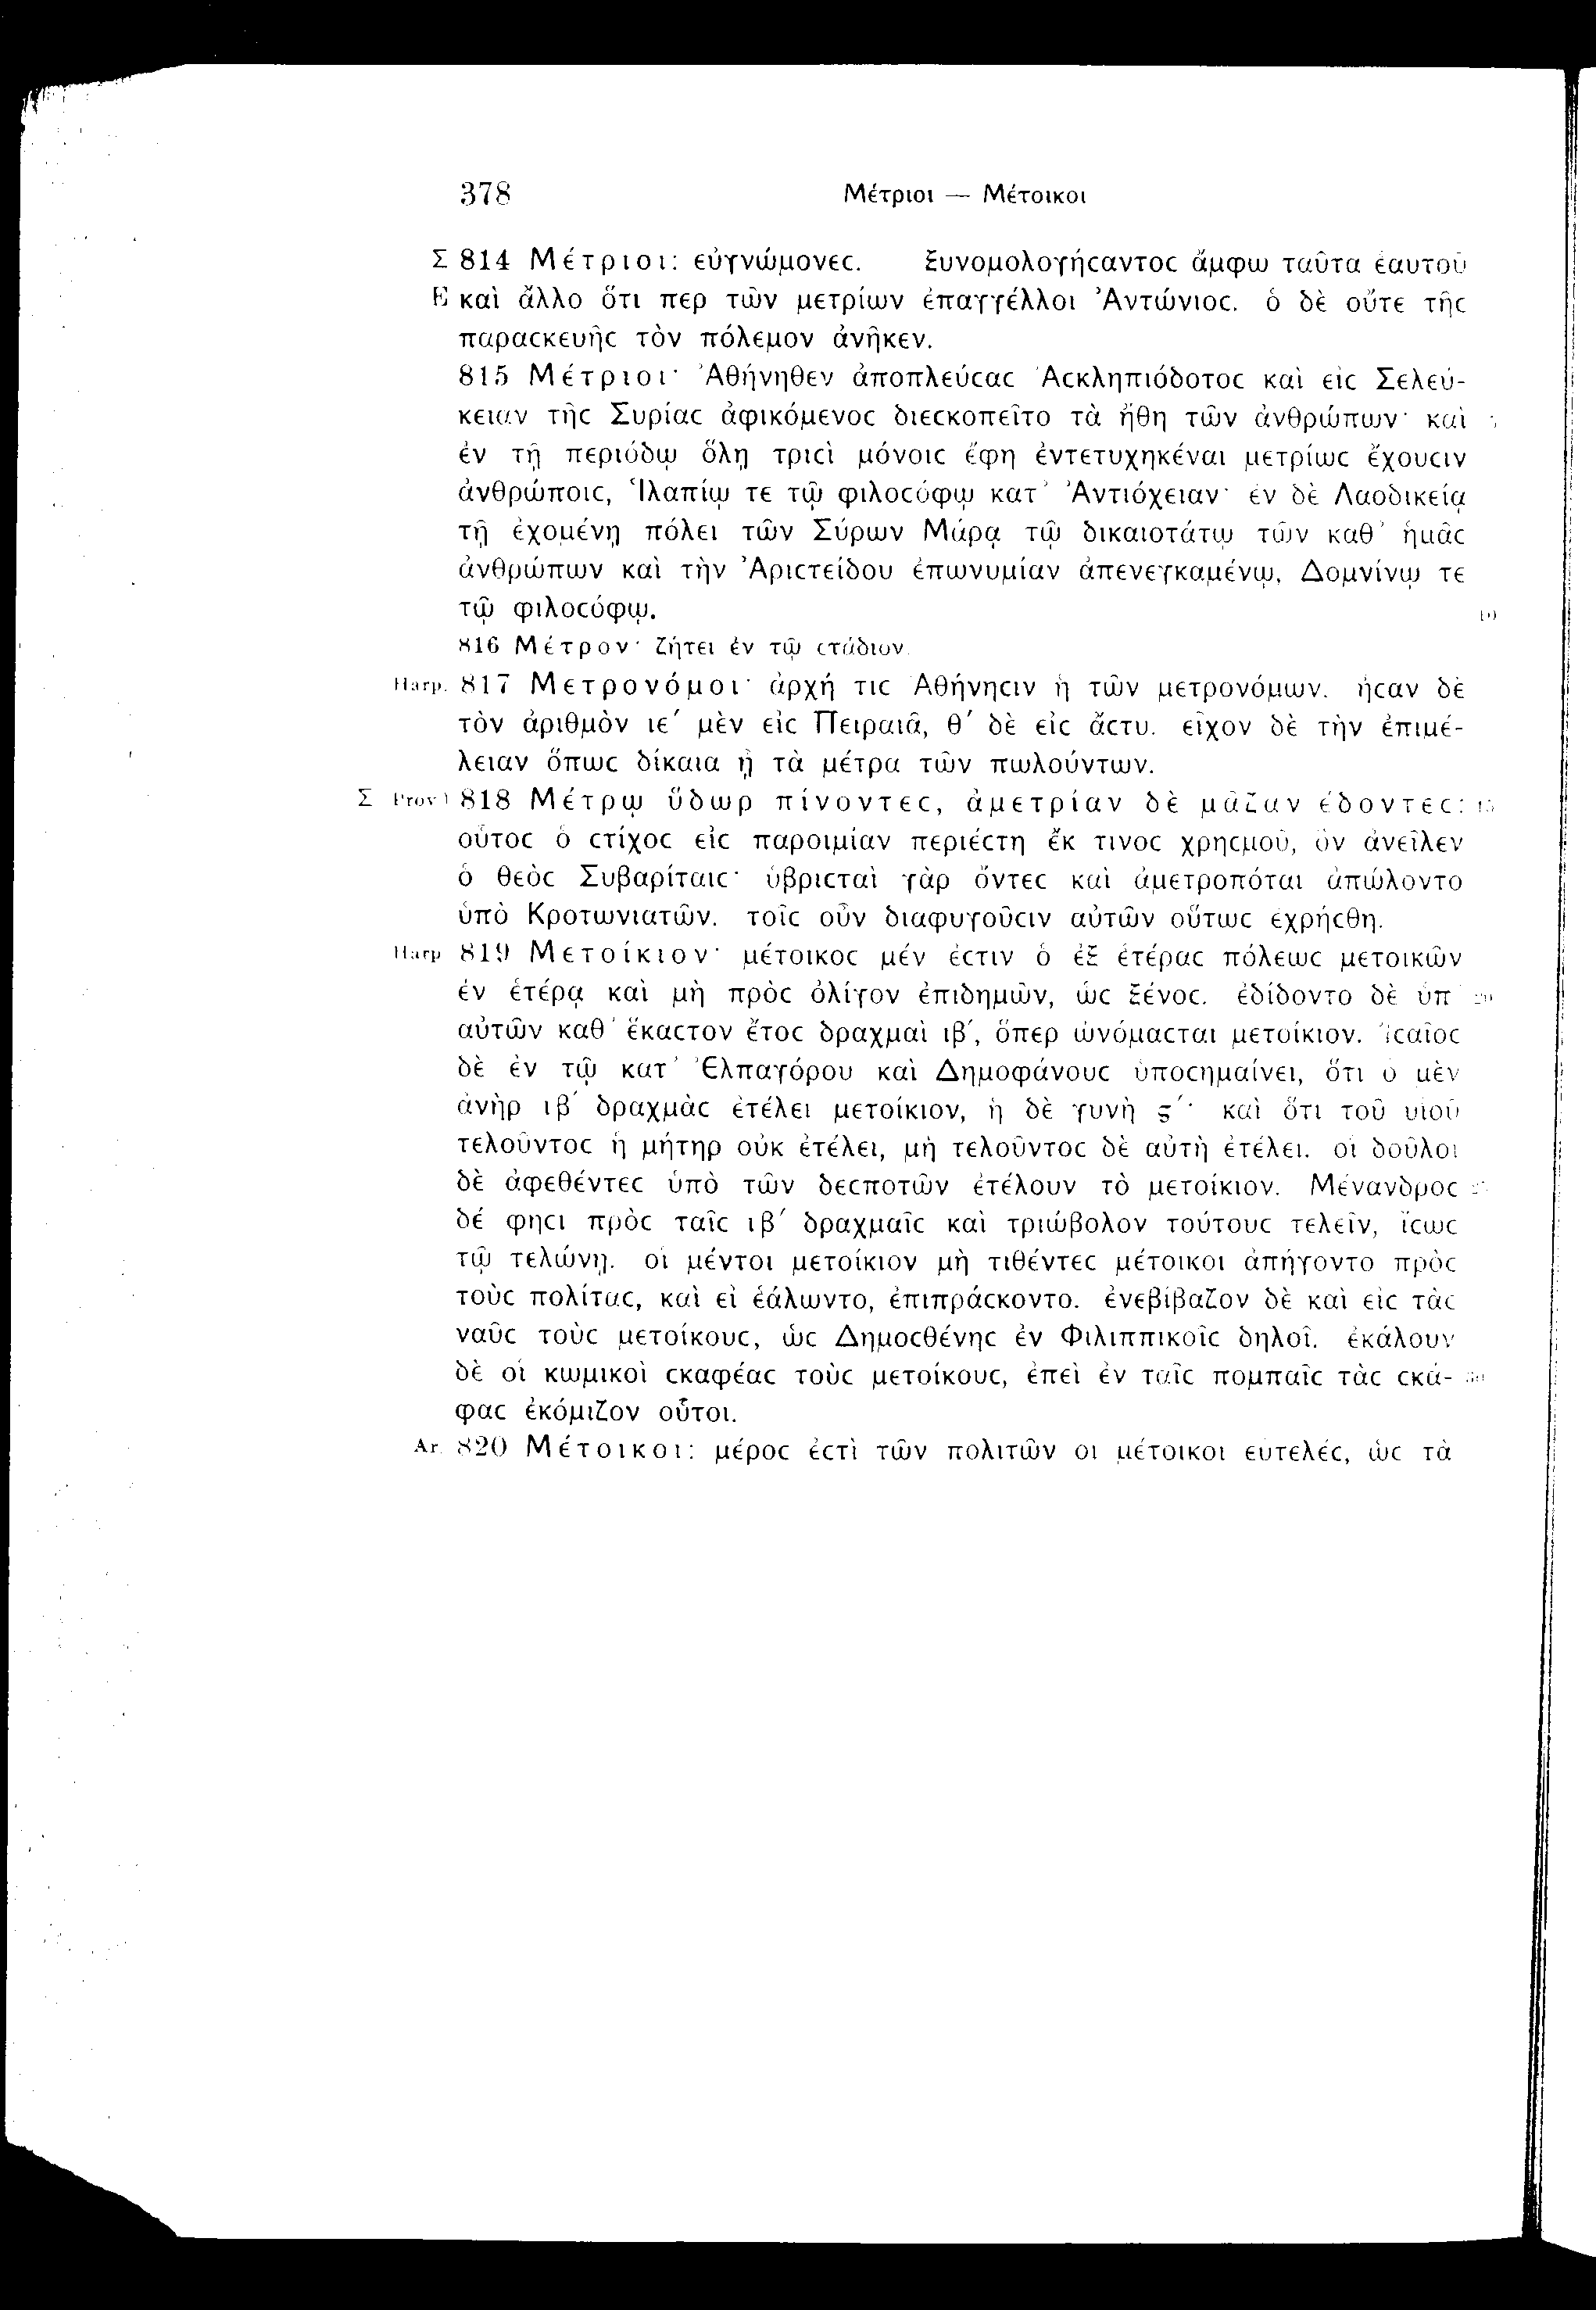 378 Μέτριοι — Μέτοικοι
Σ 814 Μέτριοι: εὐγνώμονεϲ. ξυνομολογήϲαντοϲ ἄμφω ταῦτα ἑαυτοῦ
E καὶ ἄλλο ὅτι περ τῶν μετρίων ἐπαγγέλλοι Ἀντώνιοϲ. ὁ δὲ οὔτε τῆϲ
παραϲκευῆϲ τὸν πόλεμον ἀνῆκεν.
815 Μέτριοι· Ἀθήνηθεν ἀποπλεύϲαϲ Ἀϲκληπιόδοτοϲ καὶ εἰϲ Σελεύ-
κειαν τῆϲ Συρίαϲ ἀφικόμενοϲ διεϲκοπεῖτο τὰ ἤθη τῶν ἀνθρώπων· καὶ 5
ἐν τῇ περιόδῳ ὅλῃ τριϲὶ μόνοιϲ ἔφη ἐντετυχηκέναι μετρίωϲ ἔχουϲιν
ἀνθρώποιϲ, Ἱλαπίῳ τε τῷ φιλοϲόφῳ κατ' Ἀντιόχειαν· ἐν δὲ Λαοδικείᾳ
τῇ ἐχομένῃ πόλει τῶν Σύρων Μάρᾳ τῷ δικαιοτάτῳ τῶν καθ' ἡμᾶϲ
ἀνθρώπων καὶ τὴν Ἀριϲτείδου ἐπωνυμίαν ἀπενεγκαμένῳ, Δομνίνῳ τε
τῷ φιλοϲόφῳ. 10
816 Μέτρον· ζήτει ἐν τῷ ϲτάδιον.
Harp. 817 Μετρονόμοι· ἀρχή τιϲ Ἀθήνηϲιν ἡ τῶν μετρονόμων. ἦϲαν δὲ
τὸν ἀριθμὸν ιε′ μὲν εἰϲ Πειραιᾶ, θ′ δὲ εἰϲ ἄϲτυ. εἶχον δὲ τὴν ἐπιμέ-
λειαν ὅπωϲ δίκαια ᾖ τὰ μέτρα τῶν πωλούντων.
Σ Prov) 818 Μέτρῳ ὕδωρ πίνοντεϲ, ἀμετρίαν δὲ μᾶζαν ἔδοντεϲ: 15
οὗτοϲ ὁ ϲτίχοϲ εἰϲ παροιμίαν περιέϲτη ἔκ τινοϲ χρηϲμοῦ, ὃν ἀνεῖλεν
ὁ θεὸϲ Συβαρίταιϲ· ὑβριϲταὶ γὰρ ὄντεϲ καὶ ἀμετροπόται ἀπώλοντο
ὑπὸ Κροτωνιατῶν. τοῖϲ οὖν διαφυγοῦϲιν αὐτῶν οὕτωϲ ἐχρήϲθη.
Harp 819 Μετοίκιον· μέτοικοϲ μέν ἐϲτιν ὁ ἐξ ἑτέραϲ πόλεωϲ μετοικῶν
ἐν ἑτέρᾳ καὶ μὴ πρὸϲ ὀλίγον ἐπιδημῶν, ὡϲ ξένοϲ. ἐδίδοντο δὲ ὑπ' 20
αὐτῶν καθ' ἕκαϲτον ἔτοϲ δραχμαὶ ιβ′, ὅπερ ὠνόμαϲται μετοίκιον. Ἰϲαῖοϲ
δὲ ἐν τῷ κατ' Ἐλπαγόρου καὶ Δημοφάνουϲ ὑποϲημαίνει, ὅτι ὁ μὲν
ἀνὴρ ιβ′ δραχμὰϲ ἐτέλει μετοίκιον, ἡ δὲ γυνὴ ϛ′· καὶ ὅτι τοῦ υἱοῦ
τελοῦντοϲ ἡ μήτηρ οὐκ ἐτέλει, μὴ τελοῦντοϲ δὲ αὐτὴ ἐτέλει. οἱ δοῦλοι
δὲ ἀφεθέντεϲ ὑπὸ τῶν δεϲποτῶν ἐτέλουν τὸ μετοίκιον. Μένανδροϲ
δέ φηϲι πρὸϲ ταῖϲ ιβ′ δραχμαῖϲ καὶ τριώβολον τούτουϲ τελεῖν, ἴϲωϲ
τῷ τελώνῃ. οἱ μέντοι μετοίκιον μὴ τιθέντεϲ μέτοικοι ἀπήγοντο πρὸϲ
τοὺϲ πολίταϲ, καὶ εἰ ἑάλωντο, ἐπιπράϲκοντο. ἐνεβίβαζον δὲ καὶ εἰϲ τὰϲ
ναῦϲ τοὺϲ μετοίκουϲ, ὡϲ Δημοϲθένηϲ ἐν Φιλιππικοῖϲ δηλοῖ. ἐκάλουν
δὲ οἱ κωμικοὶ ϲκαφέαϲ τοὺϲ μετοίκουϲ, ἐπεὶ ἐν ταῖϲ πομπαῖϲ τὰϲ ϲκά- 30
φαϲ ἐκόμιζον οὗτοι.
Ar. 820 Μέτοικοι: μέροϲ ἐϲτὶ τῶν πολιτῶν οἱ μέτοικοι εὐτελέϲ, ὡϲ τὰ